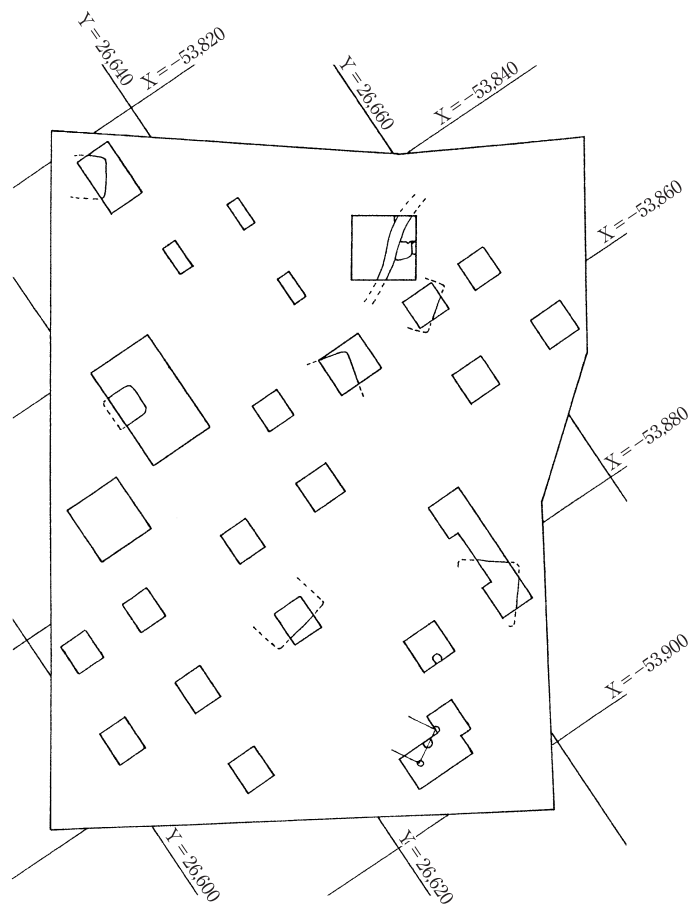 Y = 26,640
X = −53,820
Y = 26,660
X = −53,840
X = −53,860
X = −53,880
X = −53,900
Y = 26,600
Y = 26,620